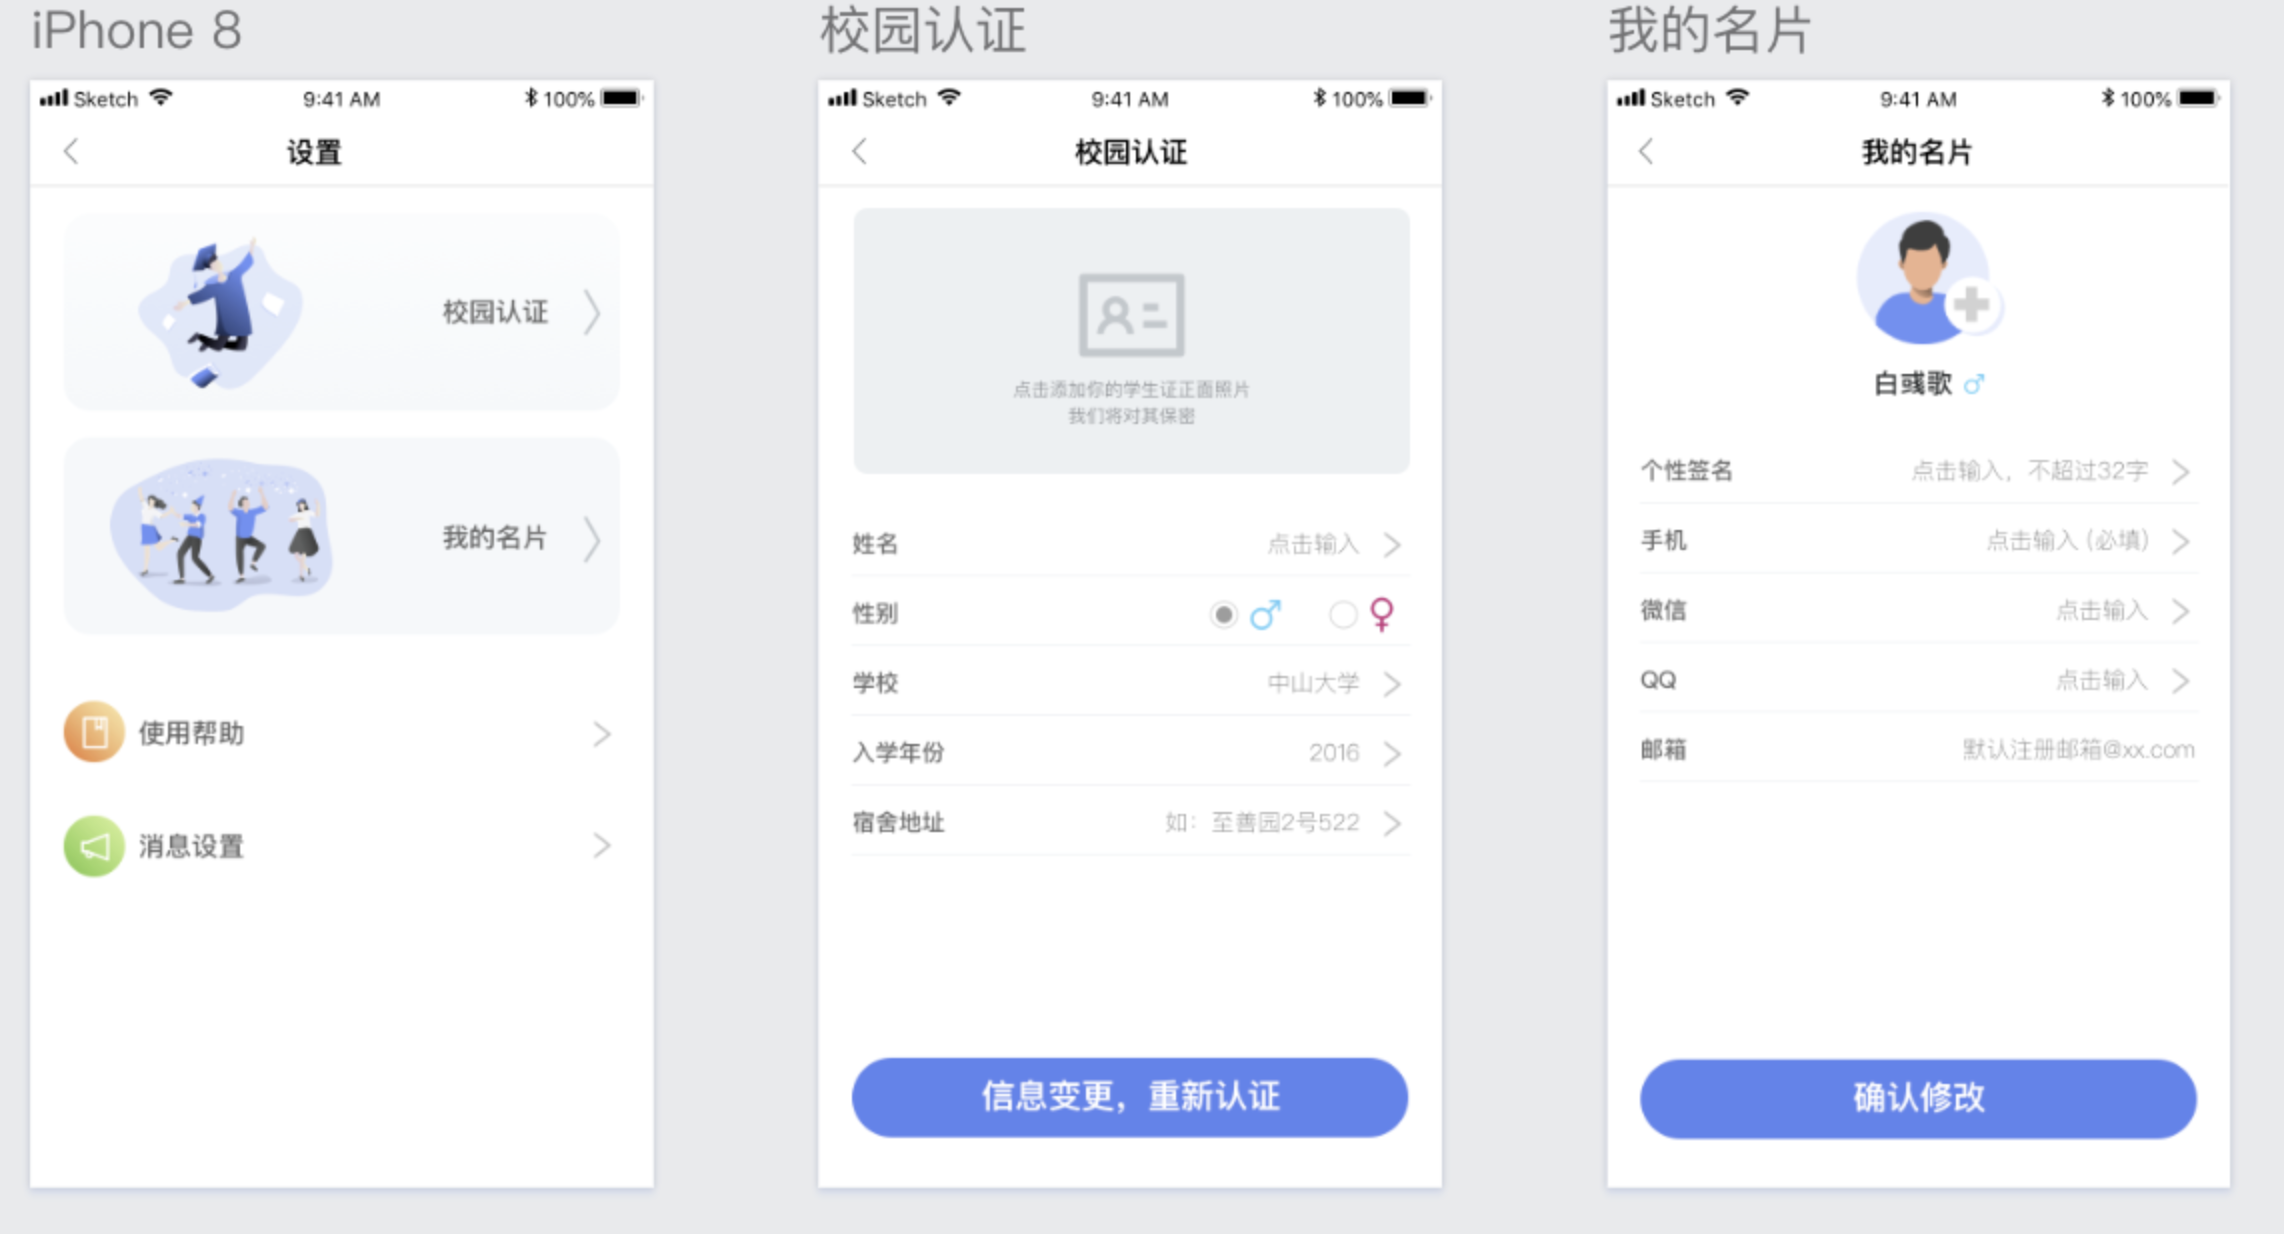 iPhone 8
Sketch 9:41 AM 100%
设置
校园认证
我的名片
使用帮助
消息设置
校园认证
Sketch 9:41 AM 100%
校园认证
点击添加你的学生证正面照片
我们将对其保密
姓名 点击输入
性别
学校 中山大学
入学年份 2016
宿舍地址 如：至善园2号522
信息变更，重新认证
我的名片
Sketch 9:41 AM 100%
我的名片
白彧歌
个性签名 点击输入，不超过32字
手机 点击输入 (必填)
微信 点击输入
QQ 点击输入
邮箱 默认注册邮箱@xx.com
确认修改